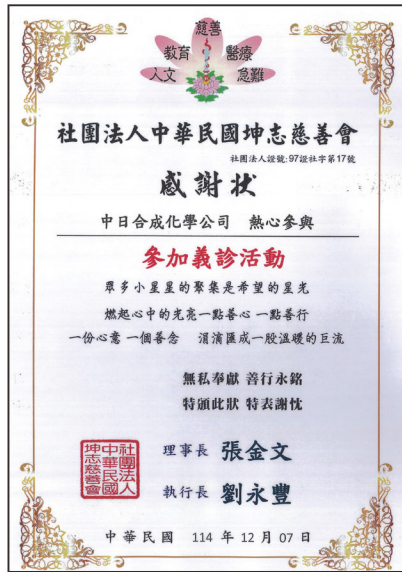 慈善
教育 醫療
人文 急難
社團法人中華民國坤志慈善會
社團法人證號:97證社字第17號
感謝狀
中日合成化學公司 熱心參與
參加義診活動
眾多小星星的聚集是希望的星光
燃起心中的光亮一點善心 一點善行
一份心意 一個善念 涓滴匯成一股溫暖的巨流
無私奉獻 善行永銘
特頒此狀 特表謝忱
社團法人
中華民國
坤志慈善會
理事長 張金文
執行長 劉永豐
中華民國 114 年 12 月 07 日